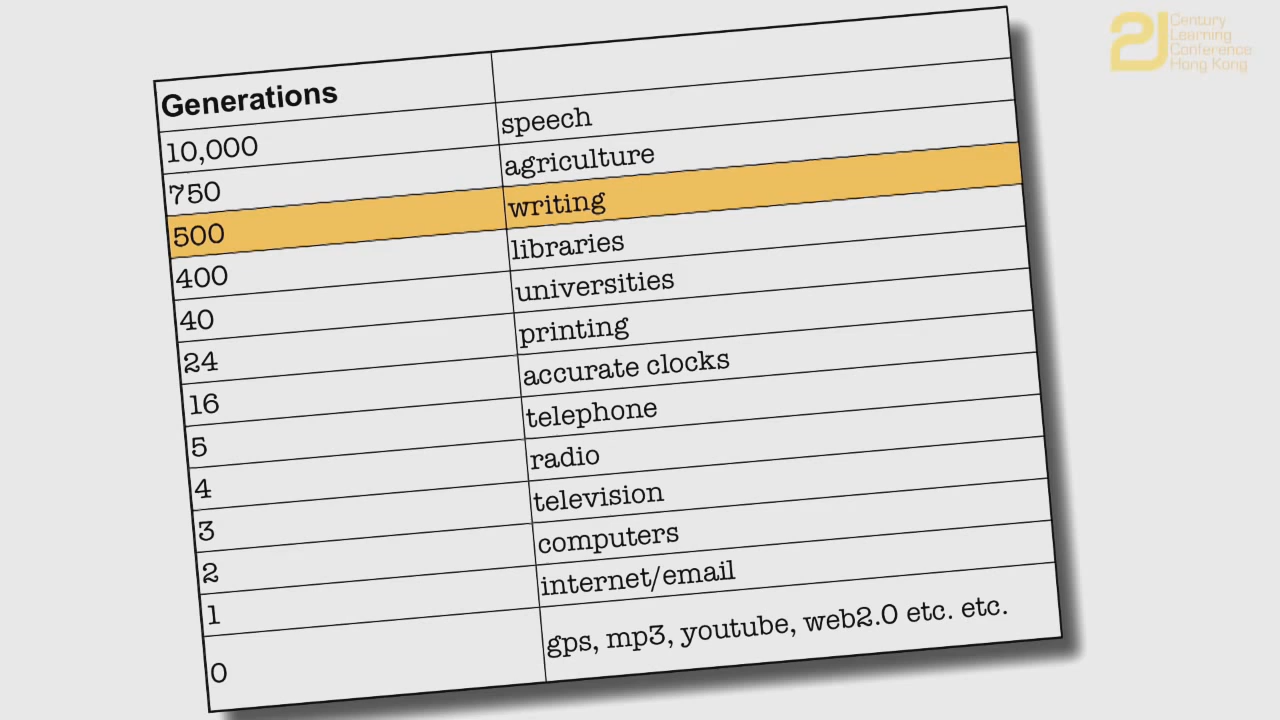 Generations
10,000 speech
750 agriculture
500 writing
400 libraries
40 universities
24 printing
16 accurate clocks
5 telephone
4 radio
3 television
2 computers
1 internet/email
0 gps, mp3, youtube, web2.0 etc. etc.
21 Century
Learning
Conference
Hong Kong